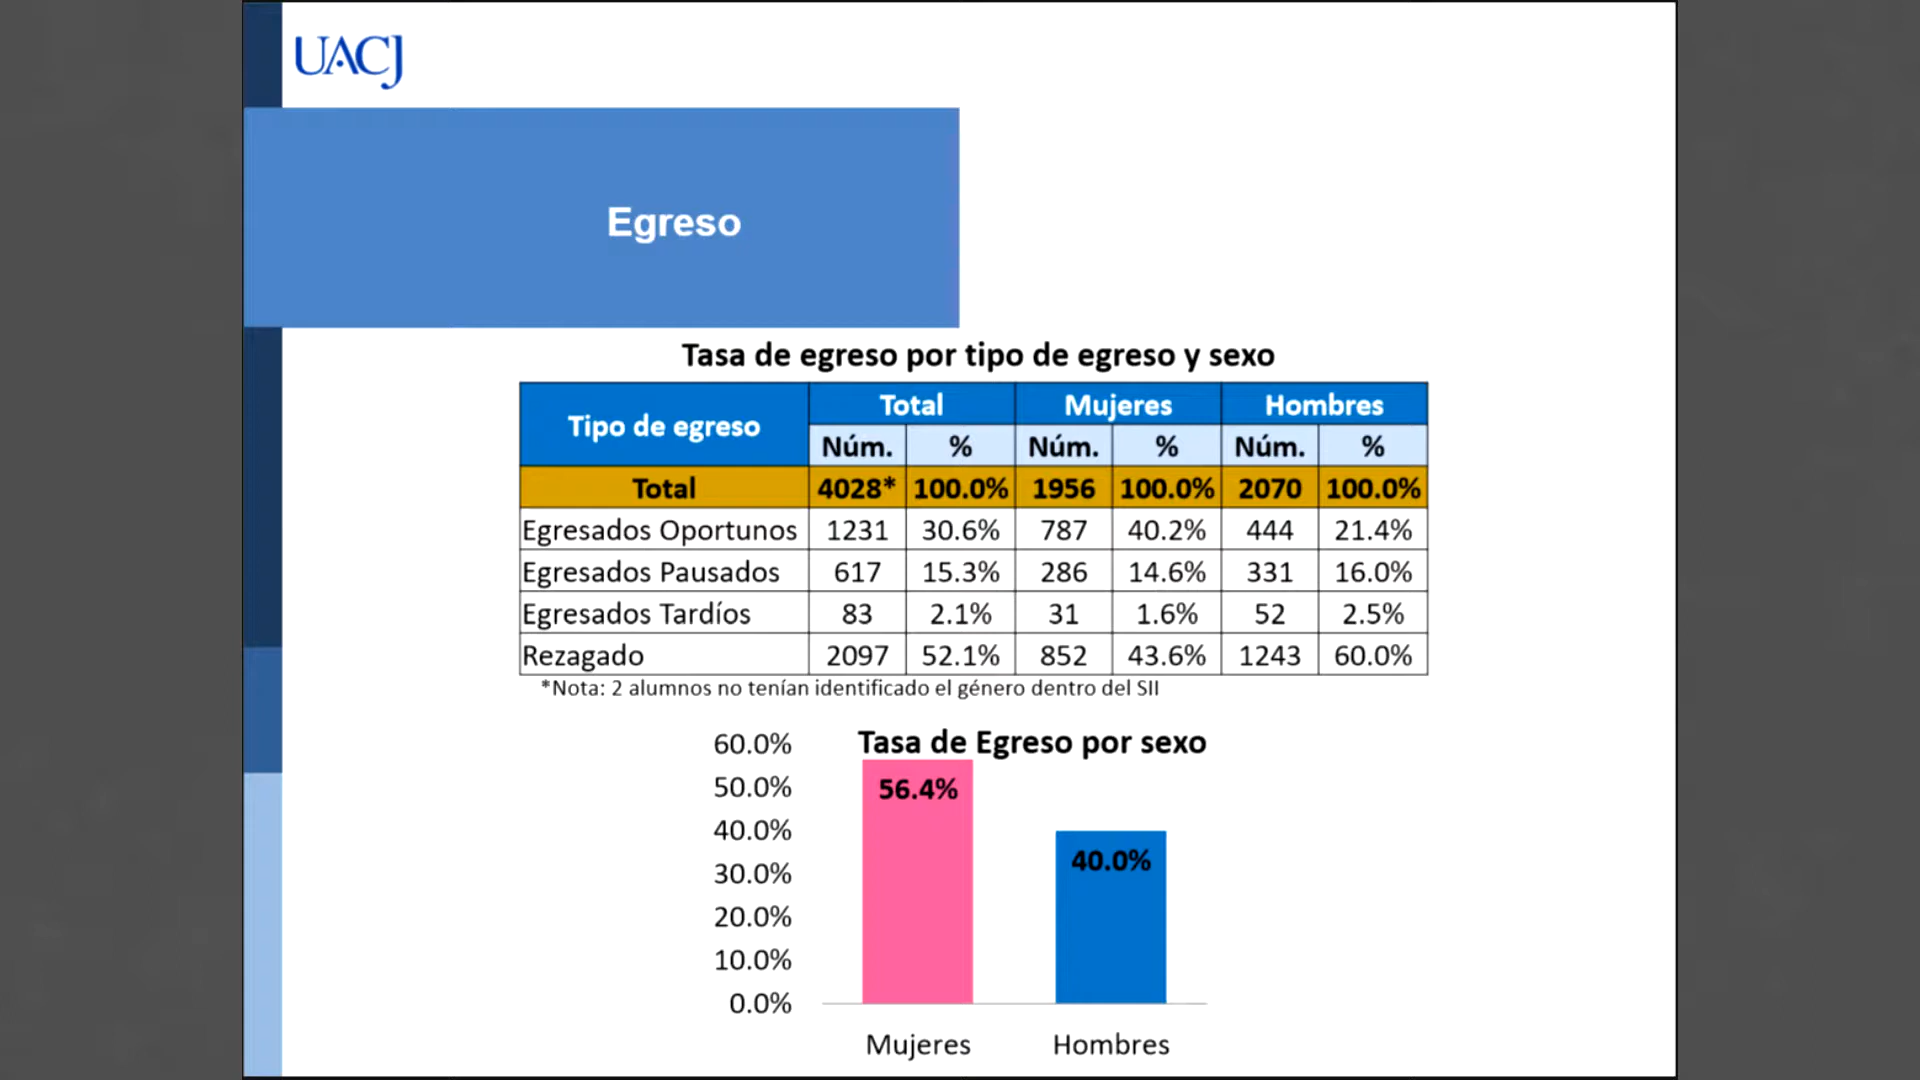 UACJ
Egreso
Tasa de egreso por tipo de egreso y sexo
Tipo de egreso Total Mujeres Hombres
Núm. % Núm. % Núm. %
Total 4028* 100.0% 1956 100.0% 2070 100.0%
Egresados Oportunos 1231 30.6% 787 40.2% 444 21.4%
Egresados Pausados 617 15.3% 286 14.6% 331 16.0%
Egresados Tardíos 83 2.1% 31 1.6% 52 2.5%
Rezagado 2097 52.1% 852 43.6% 1243 60.0%
*Nota: 2 alumnos no tenían identificado el género dentro del SII
Tasa de Egreso por sexo
60.0%
50.0%
40.0%
30.0%
20.0%
10.0%
0.0%
56.4%
40.0%
Mujeres Hombres